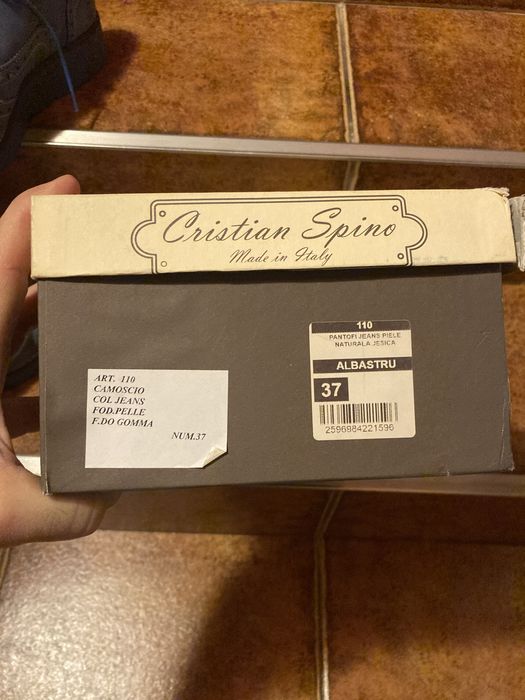 Cristian Spino
Made in Italy
ART. 110
CAMOSCIO
COL JEANS
FOD.PELLE
F.DO GOMMA
NUM.37
110
PANTOFI JEANS PIELE
NATURALA JESICA
ALBASTRU
37
2596984221596